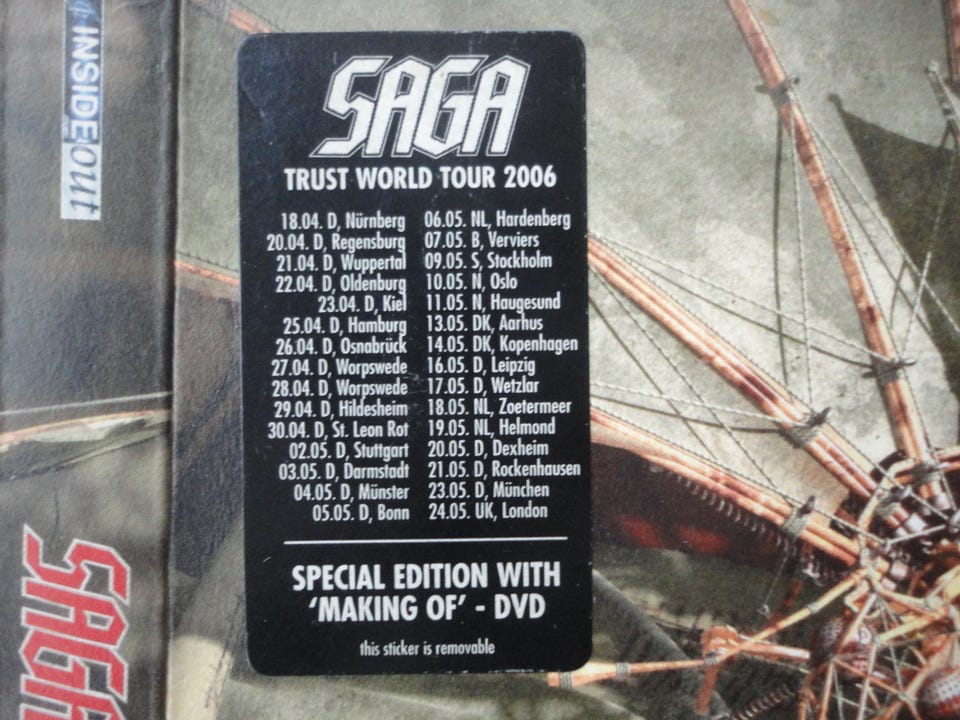 INSIDEout
SAGA
SAGA
TRUST WORLD TOUR 2006
18.04. D, Nürnberg
20.04. D, Regensburg
21.04. D, Wuppertal
22.04. D, Oldenburg
23.04. D, Kiel
25.04. D, Hamburg
26.04. D, Osnabrück
27.04. D, Worpswede
28.04. D, Worpswede
29.04. D, Hildesheim
30.04. D, St. Leon Rot
02.05. D, Stuttgart
03.05. D, Darmstadt
04.05. D, Münster
05.05. D, Bonn
06.05. NL, Hardenberg
07.05. B, Verviers
09.05. S, Stockholm
10.05. N, Oslo
11.05. N, Haugesund
13.05. DK, Aarhus
14.05. DK, Kopenhagen
16.05. D, Leipzig
17.05. D, Wetzlar
18.05. NL, Zoetermeer
19.05. NL, Helmond
20.05. D, Dexheim
21.05. D, Rockenhausen
23.05. D, München
24.05. UK, London
SPECIAL EDITION WITH
‘MAKING OF’ - DVD
this sticker is removable